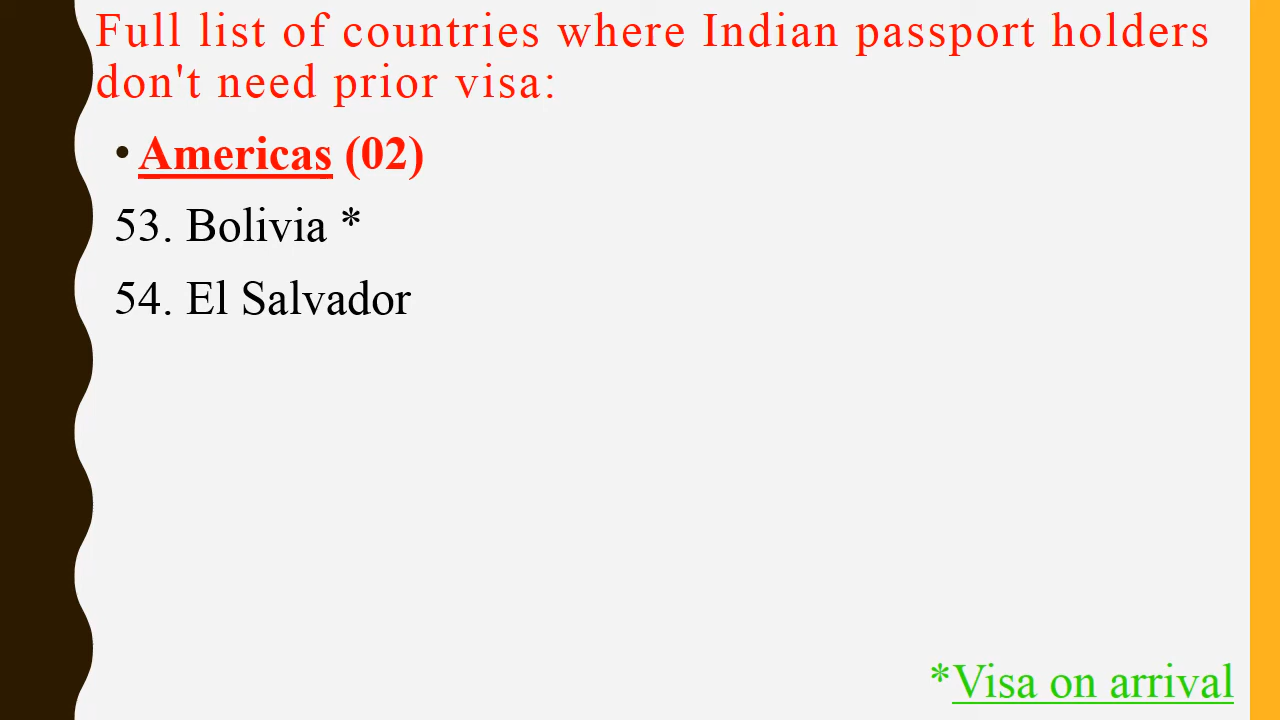 Full list of countries where Indian passport holders
don't need prior visa:
• Americas (02)
53. Bolivia *
54. El Salvador
*Visa on arrival